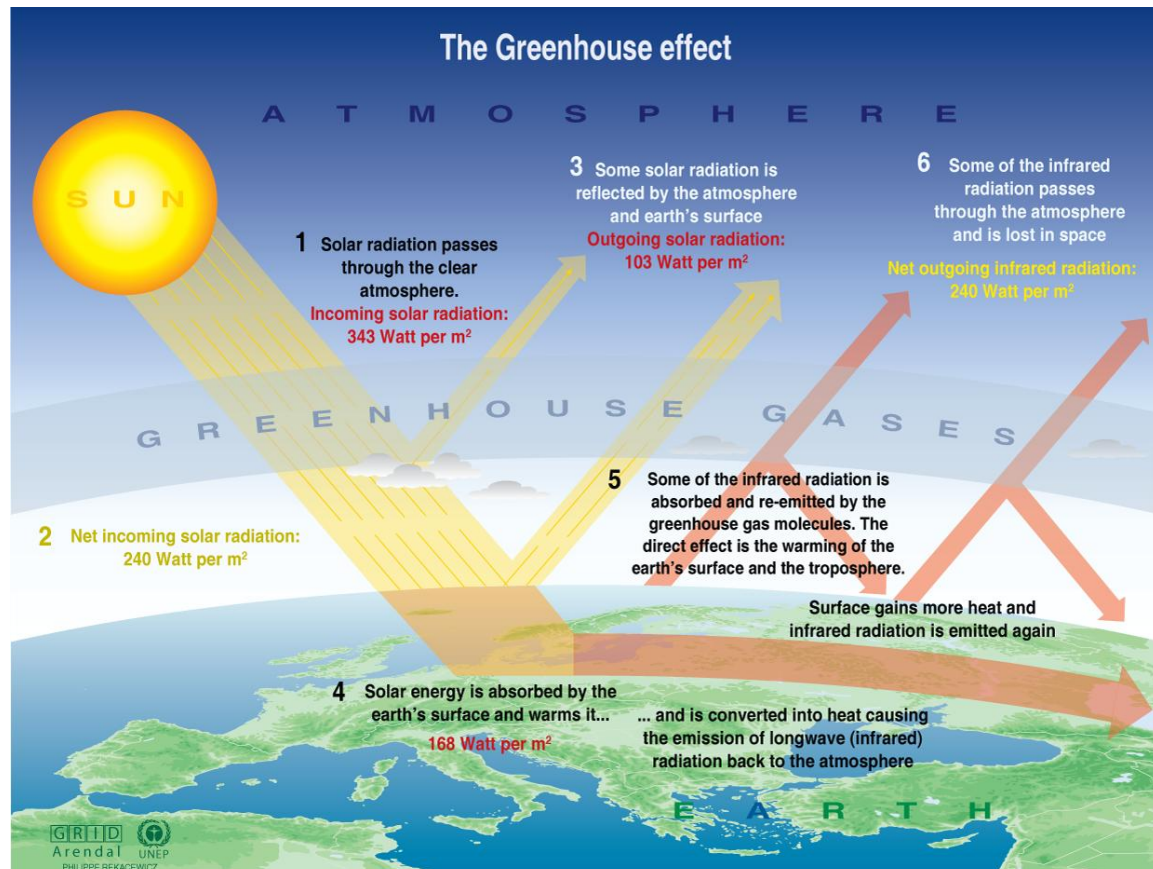 The Greenhouse effect
ATMOSPHERE
SUN
1 Solar radiation passes
through the clear
atmosphere.
Incoming solar radiation:
343 Watt per m²
3 Some solar radiation is
reflected by the atmosphere
and earth's surface
Outgoing solar radiation:
103 Watt per m²
6 Some of the infrared
radiation passes
through the atmosphere
and is lost in space
Net outgoing infrared radiation:
240 Watt per m²
GREENHOUSE GASES
2 Net incoming solar radiation:
240 Watt per m²
5 Some of the infrared radiation is
absorbed and re-emitted by the
greenhouse gas molecules. The
direct effect is the warming of the
earth's surface and the troposphere.
Surface gains more heat and
infrared radiation is emitted again
4 Solar energy is absorbed by the
earth's surface and warms it...
168 Watt per m²
... and is converted into heat causing
the emission of longwave (infrared)
radiation back to the atmosphere
EARTH
GRID
Arendal
UNEP
PHILIPPE REKACEWICZ